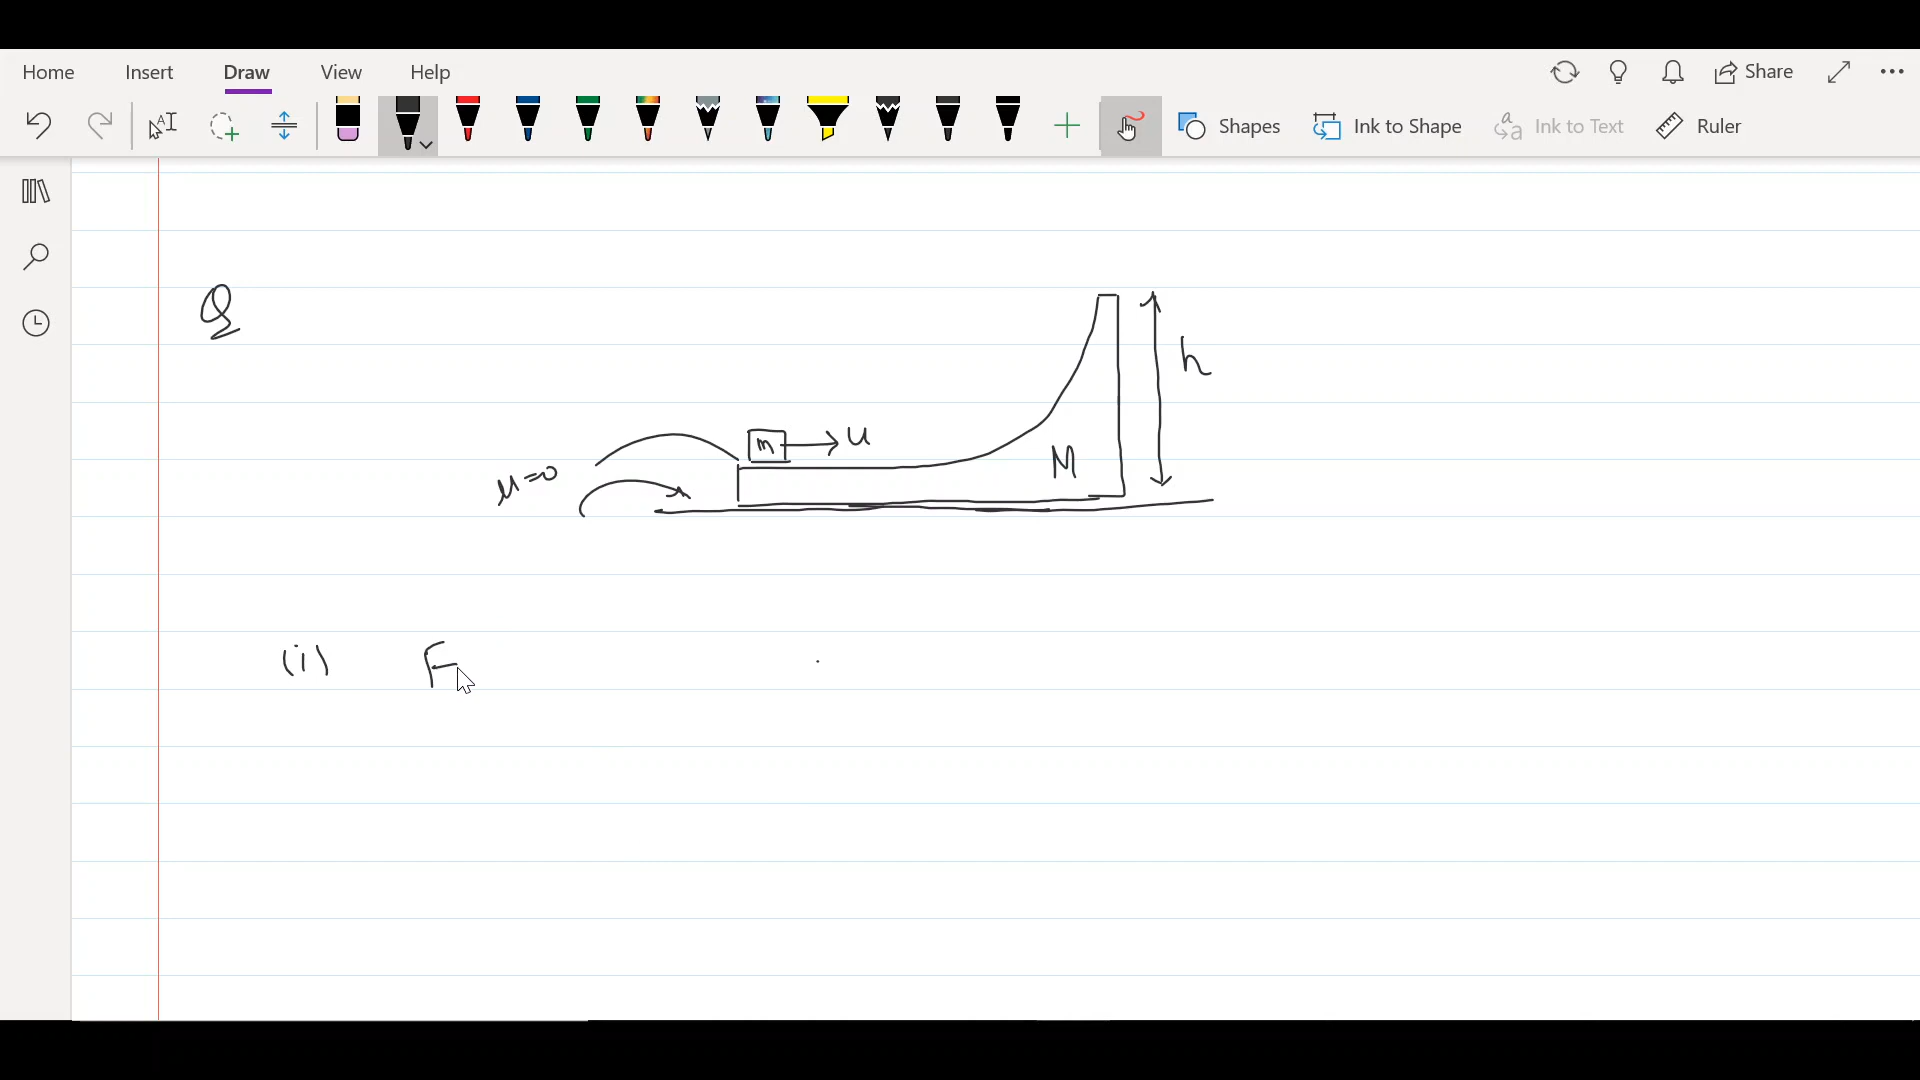 Home Insert Draw View Help Share
Shapes Ink to Shape Ink to Text Ruler
Q
h
m u
M
μ=0
(i) F